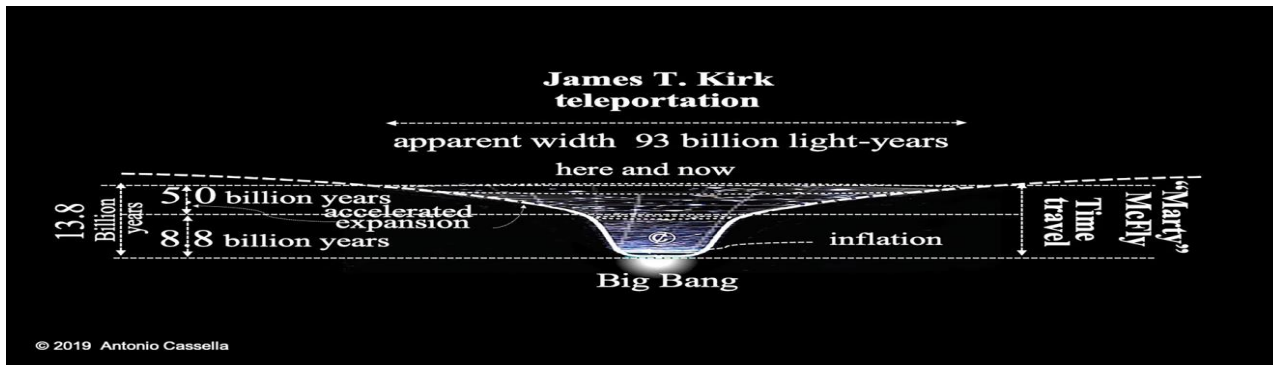 James T. Kirk
teleportation
apparent width 93 billion light-years
here and now
13.8
Billion
years
5.0 billion years
accelerated
expansion
8.8 billion years
inflation
Big Bang
“Marty”
McFly
Time
travel
© 2019 Antonio Cassella